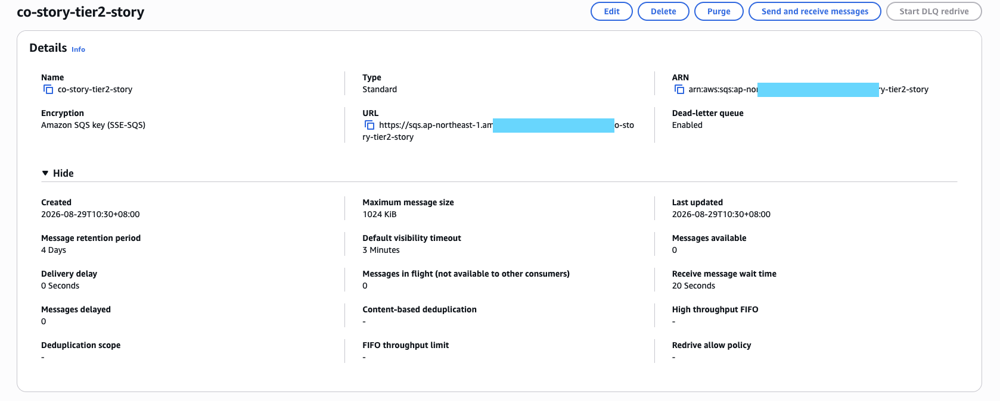 co-story-tier2-story
Edit
Delete
Purge
Send and receive messages
Start DLQ redrive
Details Info
Name
co-story-tier2-story
Type
Standard
ARN
arn:aws:sqs:ap-nor y-tier2-story
Encryption
Amazon SQS key (SSE-SQS)
URL
https://sqs.ap-northeast-1.am o-sto
ry-tier2-story
Dead-letter queue
Enabled
Hide
Created
2026-08-29T10:30+08:00
Maximum message size
1024 KiB
Last updated
2026-08-29T10:30+08:00
Message retention period
4 Days
Default visibility timeout
3 Minutes
Messages available
0
Delivery delay
0 Seconds
Messages in flight (not available to other consumers)
0
Receive message wait time
20 Seconds
Messages delayed
0
Content-based deduplication
-
High throughput FIFO
-
Deduplication scope
-
FIFO throughput limit
-
Redrive allow policy
-